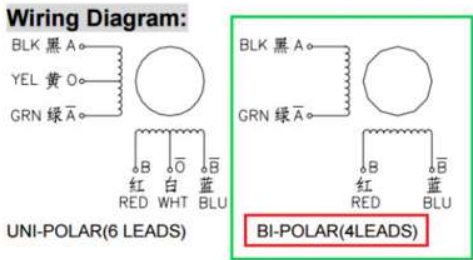 Wiring Diagram:
BLK 黑 A
YEL 黄 O
GRN 绿 A̅
B O̅ B̅
红 白 蓝
RED WHT BLU
UNI-POLAR(6 LEADS)
BLK 黑 A
GRN 绿 A̅
B B̅
红 蓝
RED BLU
BI-POLAR(4LEADS)